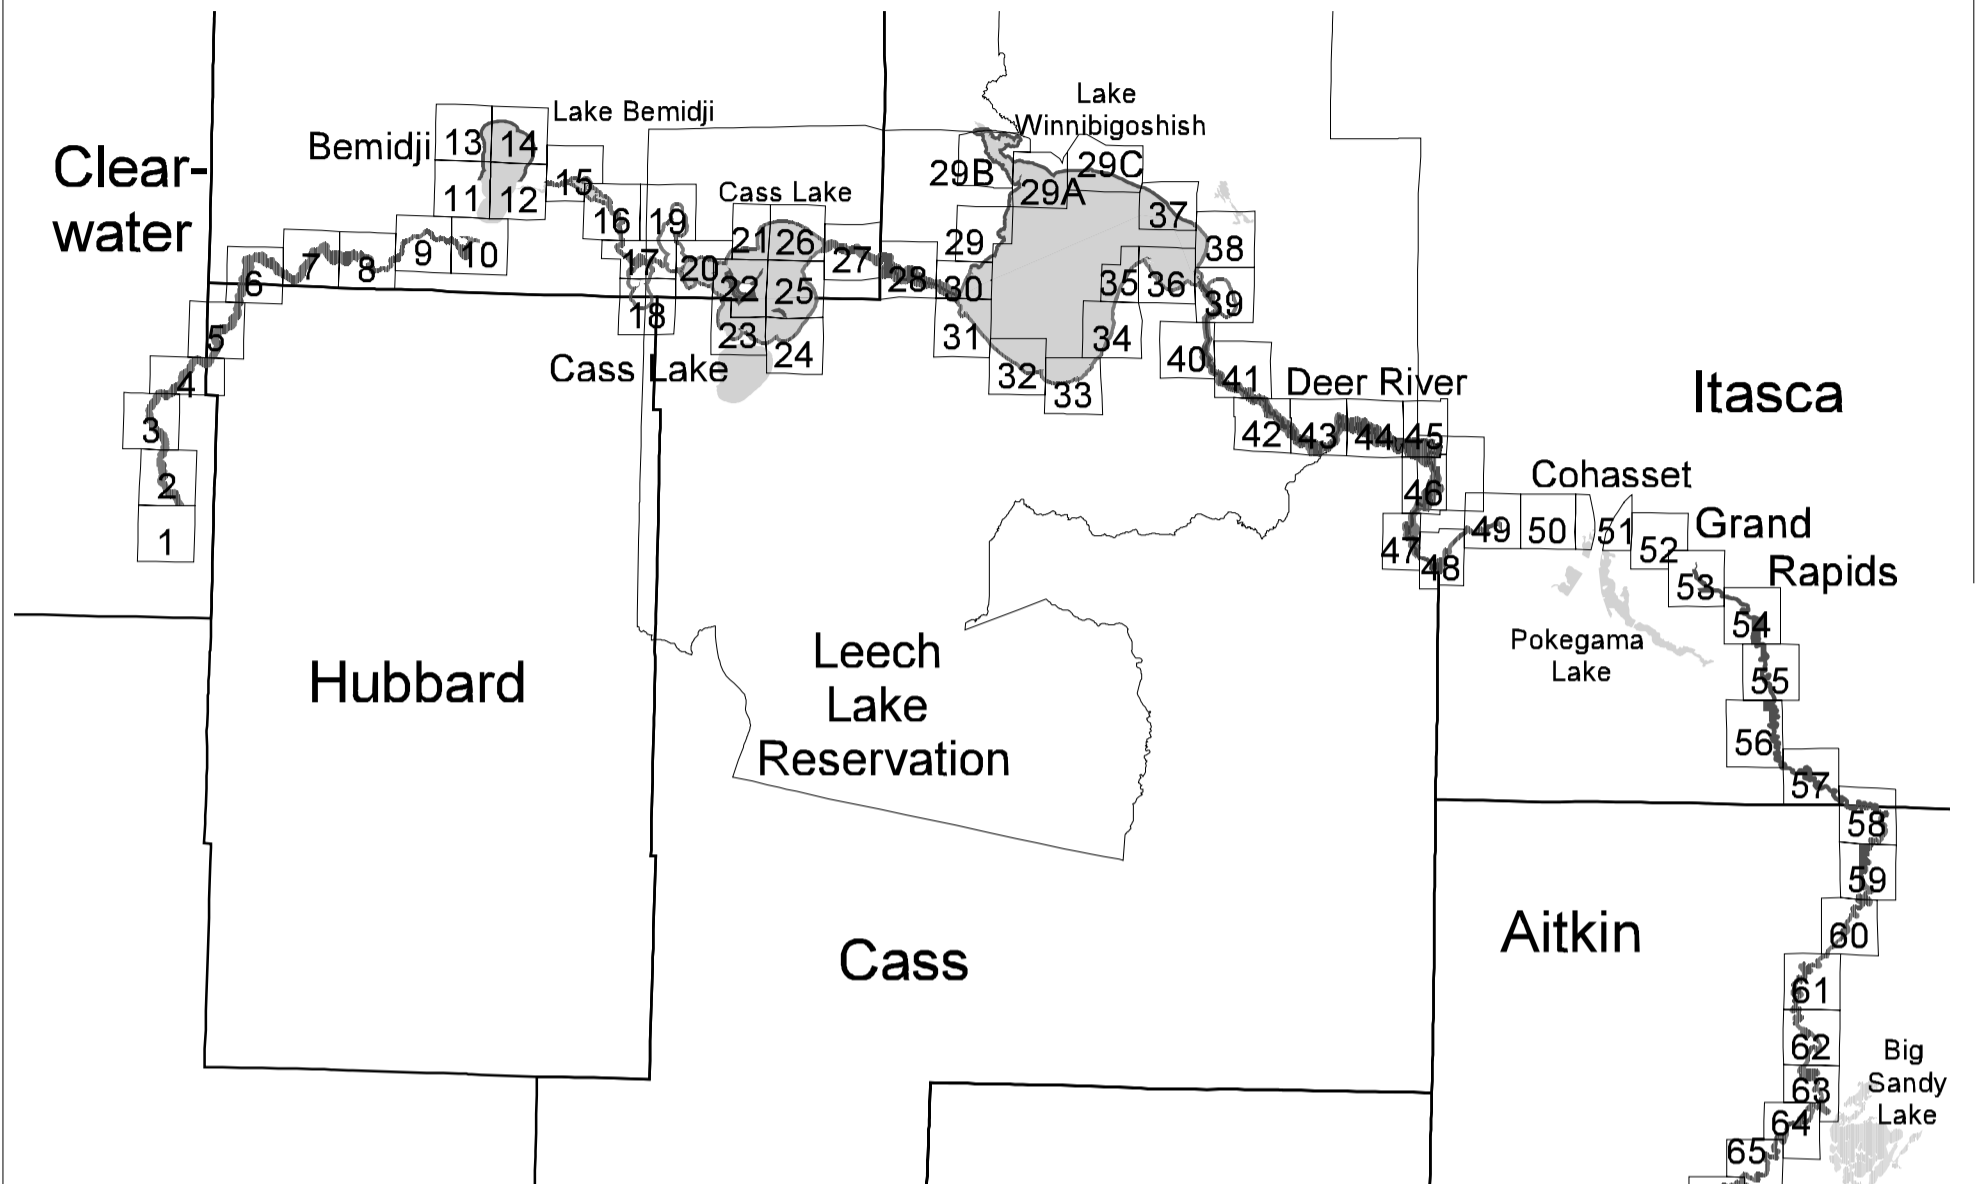 Clear-
water
Bemidji
Lake Bemidji
Lake
Winnibigoshish
Cass Lake
Cass Lake
Deer River
Itasca
Cohasset
Grand
Rapids
Pokegama
Lake
Hubbard
Leech
Lake
Reservation
Cass
Aitkin
Big
Sandy
Lake
1
2
3
4
5
6
7
8
9
10
11
12
13
14
15
16
17
18
19
20
21
22
23
24
25
26
27
28
29
29A
29B
29C
30
31
32
33
34
35
36
37
38
39
40
41
42
43
44
45
46
47
48
49
50
51
52
53
54
55
56
57
58
59
60
61
62
63
64
65